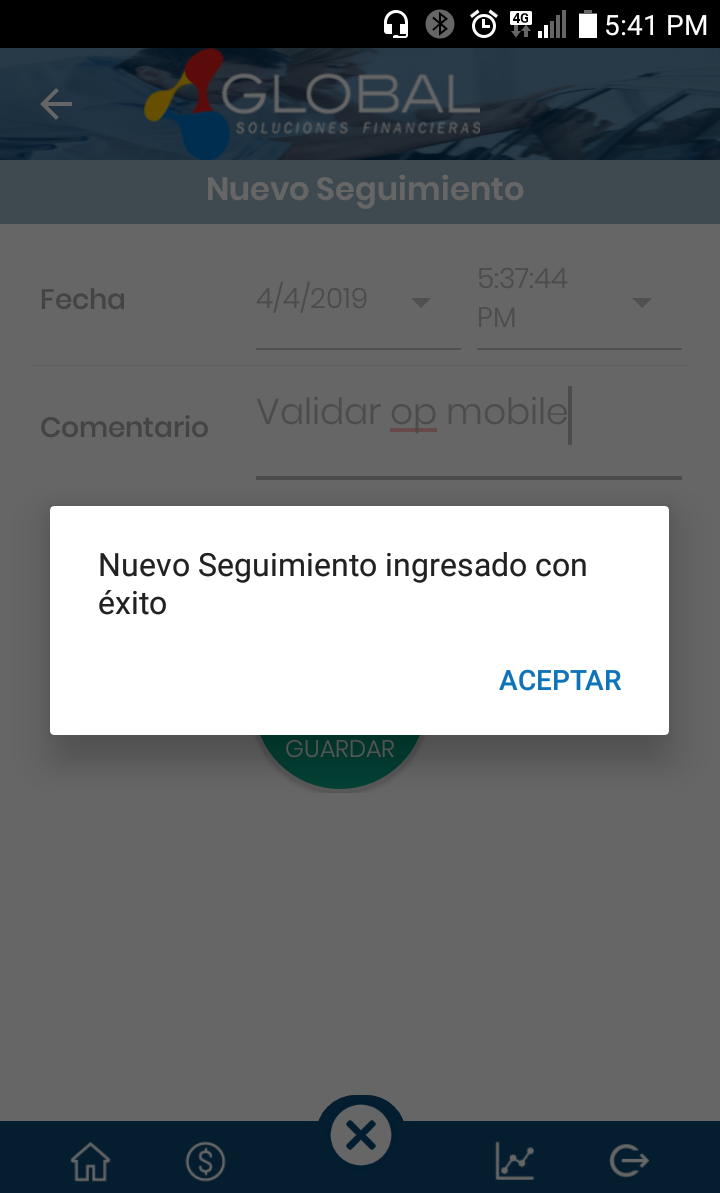 4G 5:41 PM
GLOBAL
SOLUCIONES FINANCIERAS
Nuevo Seguimiento
Fecha 4/4/2019 5:37:44
PM
Comentario Validar op mobile
Nuevo Seguimiento ingresado con
éxito
ACEPTAR
GUARDAR